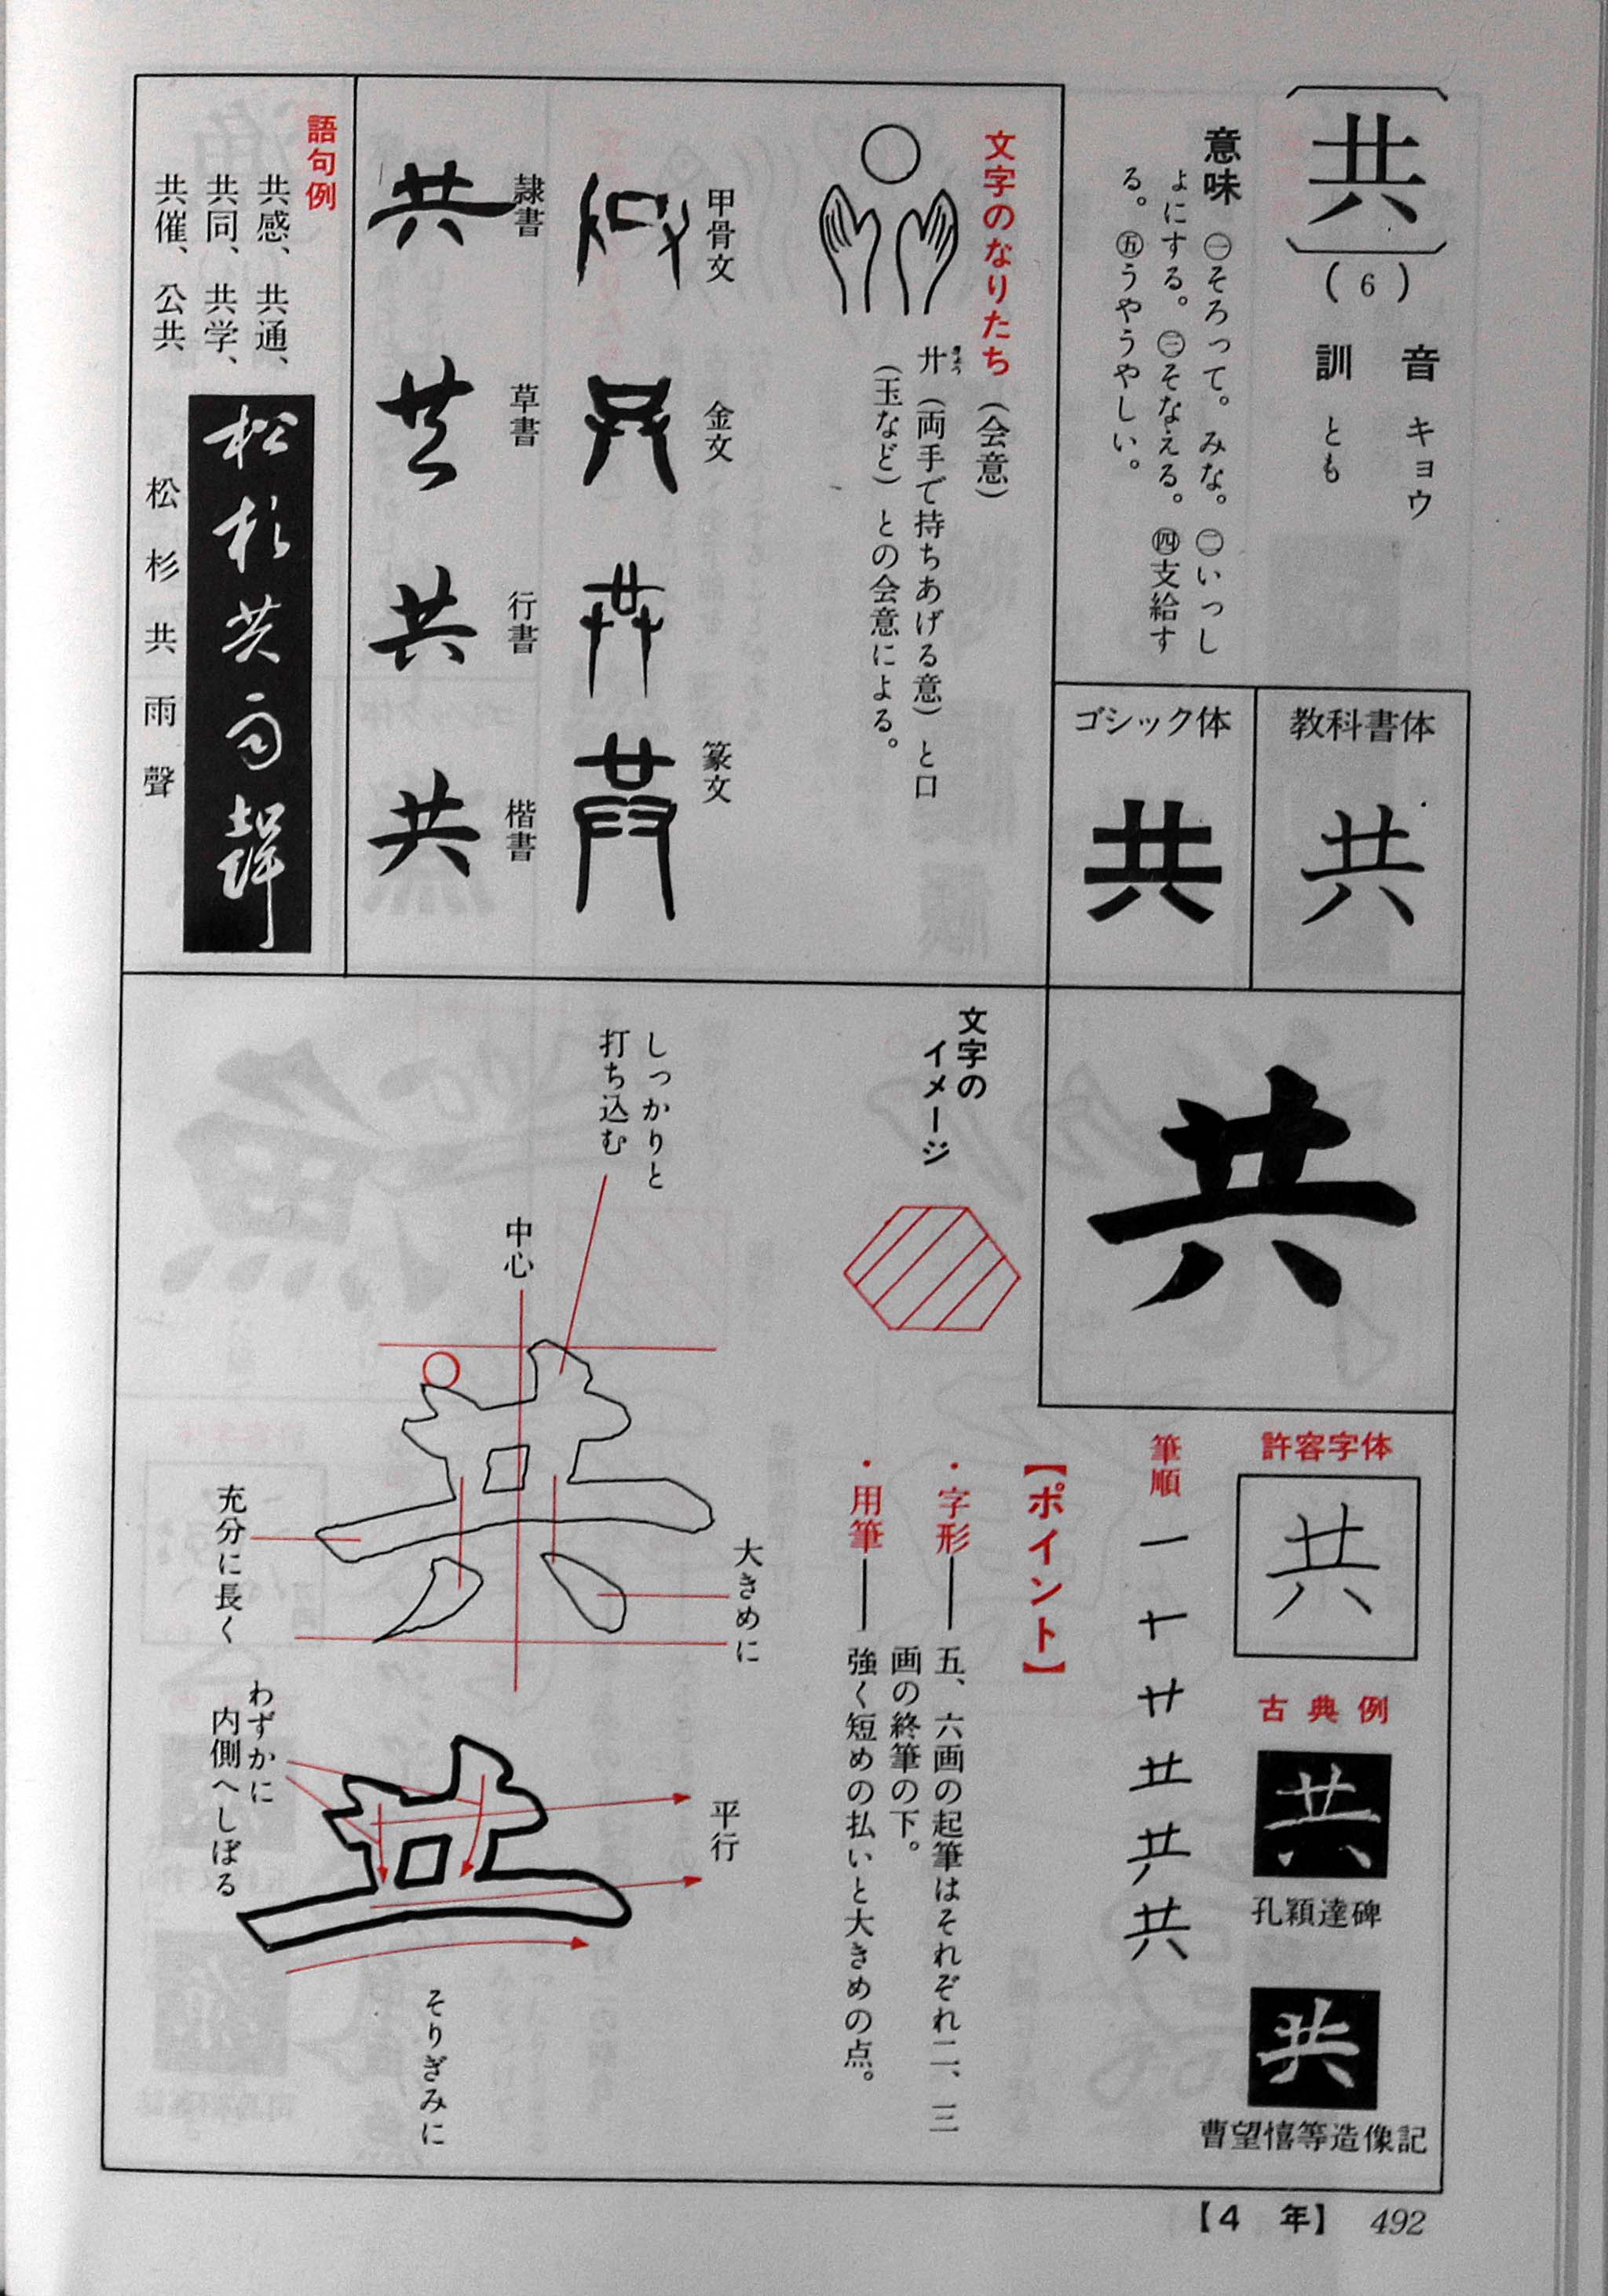 共
(6)
音 キョウ
訓 とも
意味 ㊀そろって。みな。㊁いっし
ょにする。㊂そなえる。㊃支給す
る。㊄うやうやしい。
教科書体
共
ゴシック体
共
文字のなりたち(会意)
廾(両手で持ちあげる意)と口
きょう
(玉など)との会意による。
甲骨文 金文 篆文
隷書 草書 行書 楷書
共 共 共 共
語句例
共感、共通、
共同、共学、
共催、公共
松杉共雨聲
松杉共雨聲
共
許容字体
共
古典例
共
孔穎達碑
共
曹望憘等造像記
筆順
共
【ポイント】
・字形――五、六画の起筆はそれぞれ二、三
画の終筆の下。
・用筆――強く短めの払いと大きめの点。
文字の
イメージ
しっかりと
打ち込む
中心
大きめに
充分に長く
平行
わずかに
内側へしぼる
そりぎみに
【4 年】 492